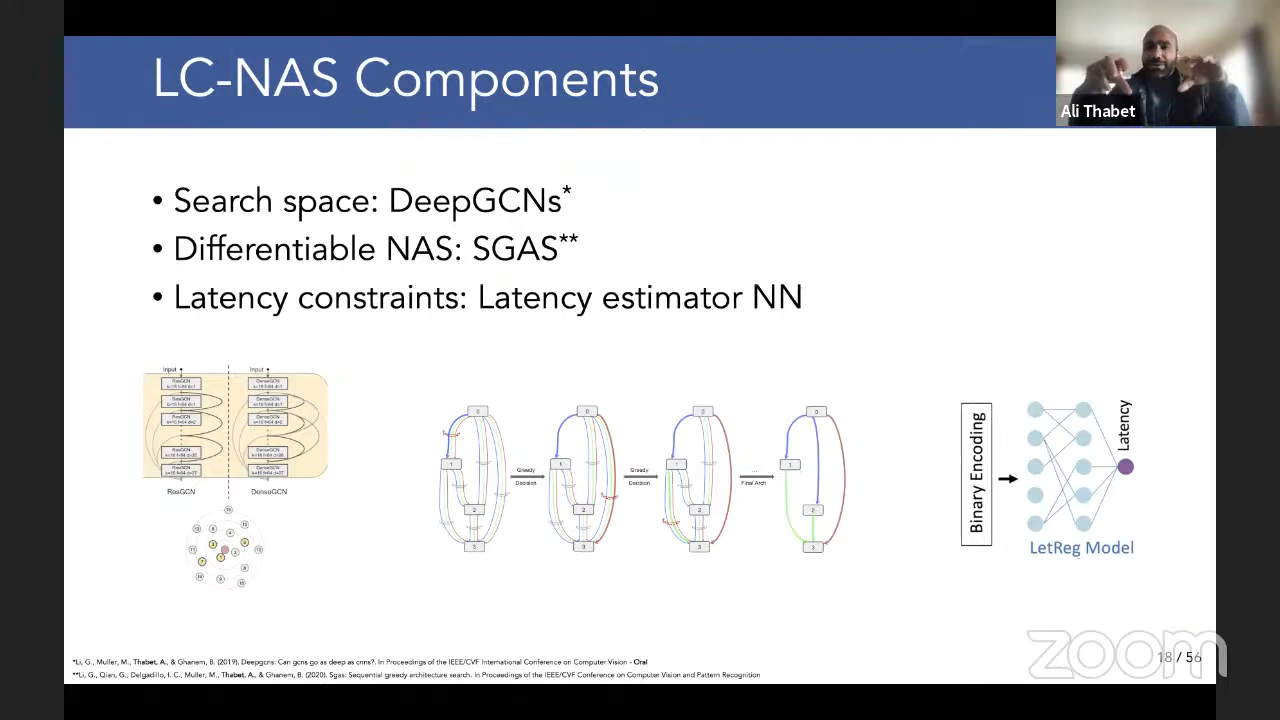 LC-NAS Components
Ali Thabet
• Search space: DeepGCNs*
• Differentiable NAS: SGAS**
• Latency constraints: Latency estimator NN
Input
Input
ResGCN
DenseGCN
Greedy
Decision
Greedy
Decision
...
Final Arch.
Binary Encoding
Latency
LetReg Model
*Li, G., Muller, M., Thabet, A., & Ghanem, B. (2019). Deepgcns: Can gcns go as deep as cnns?. In Proceedings of the IEEE/CVF International Conference on Computer Vision - Oral
**Li, G., Qian, G., Delgadillo, I. C., Muller, M., Thabet, A., & Ghanem, B. (2020). Sgas: Sequential greedy architecture search. In Proceedings of the IEEE/CVF Conference on Computer Vision and Pattern Recognition
zoom
18 / 56